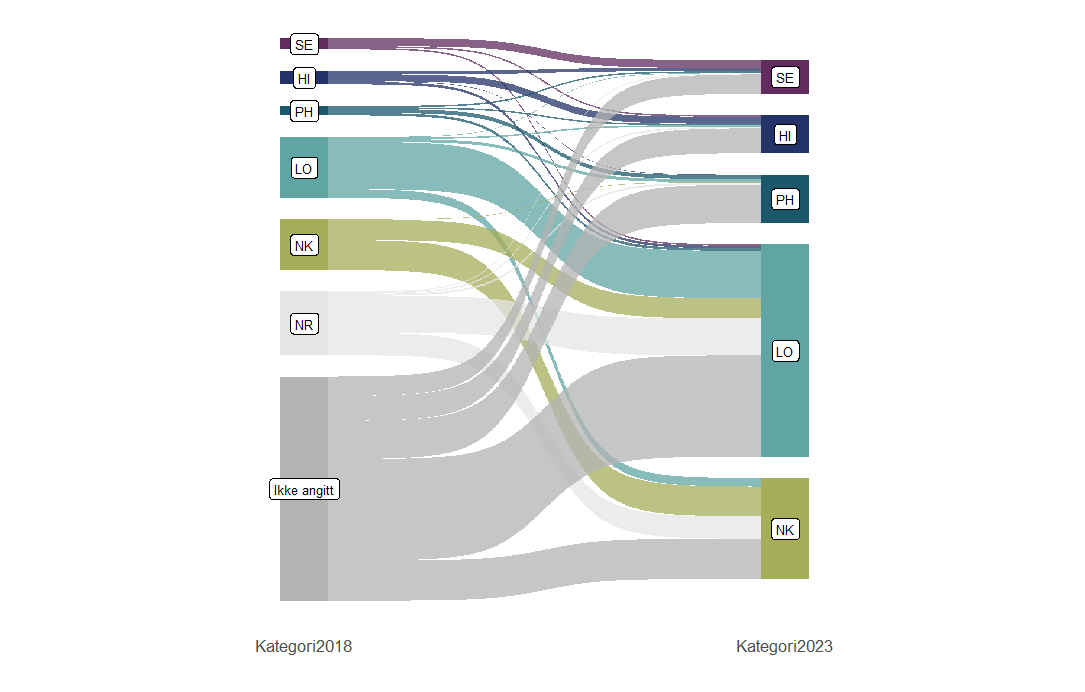 SE
HI
PH
LO
NK
NR
Ikke angitt
SE
HI
PH
LO
NK
Kategori2018
Kategori2023